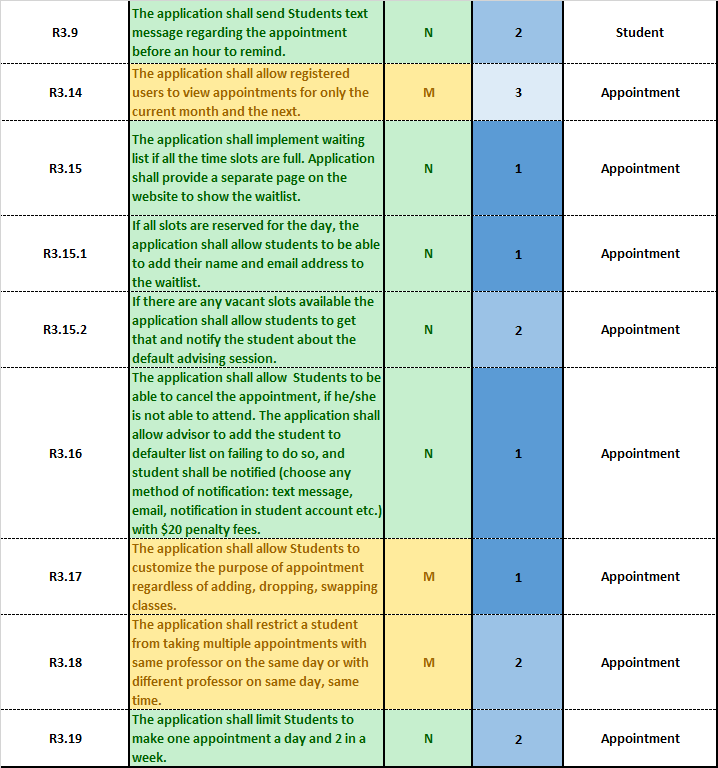 R3.9
The application shall send Students text
message regarding the appointment
before an hour to remind.
N
2
Student
R3.14
The application shall allow registered
users to view appointments for only the
current month and the next.
M
3
Appointment
R3.15
The application shall implement waiting
list if all the time slots are full. Application
shall provide a separate page on the
website to show the waitlist.
N
1
Appointment
R3.15.1
If all slots are reserved for the day, the
application shall allow students to be able
to add their name and email address to
the waitlist.
N
1
Appointment
R3.15.2
If there are any vacant slots available the
application shall allow students to get
that and notify the student about the
default advising session.
N
2
Appointment
R3.16
The application shall allow  Students to be
able to cancel the appointment, if he/she
is not able to attend. The application shall
allow advisor to add the student to
defaulter list on failing to do so, and
student shall be notified (choose any
method of notification: text message,
email, notification in student account etc.)
with $20 penalty fees.
N
1
Appointment
R3.17
The application shall allow Students to
customize the purpose of appointment
regardless of adding, dropping, swapping
classes.
M
1
Appointment
R3.18
The application shall restrict a student
from taking multiple appointments with
same professor on the same day or with
different professor on same day, same
time.
M
2
Appointment
R3.19
The application shall limit Students to
make one appointment a day and 2 in a
week.
N
2
Appointment